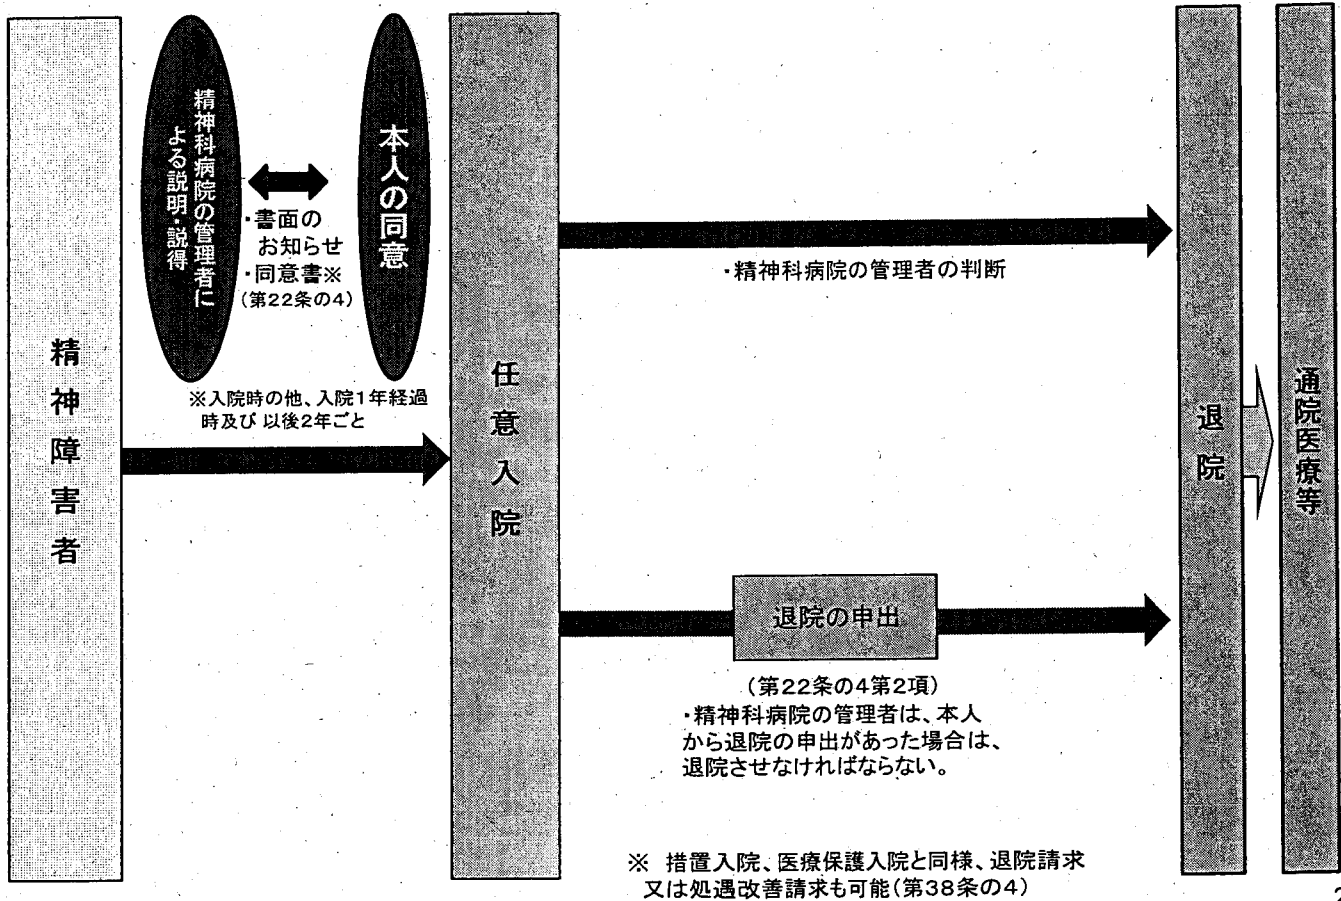 精神障害者
精神科病院の管理者に
よる説明・説得
・書面の
お知らせ
・同意書※
(第22条の4)
本人の同意
※入院時の他、入院1年経過
時及び 以後2年ごと
任意入院
・精神科病院の管理者の判断
退院の申出
(第22条の4第2項)
・精神科病院の管理者は、本人
から退院の申出があった場合は、
退院させなければならない。
※ 措置入院、医療保護入院と同様、退院請求
又は処遇改善請求も可能(第38条の4)
退院
通院医療等